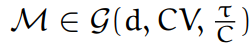 ℳ ∈ 𝒢(d, CV, τ/C)